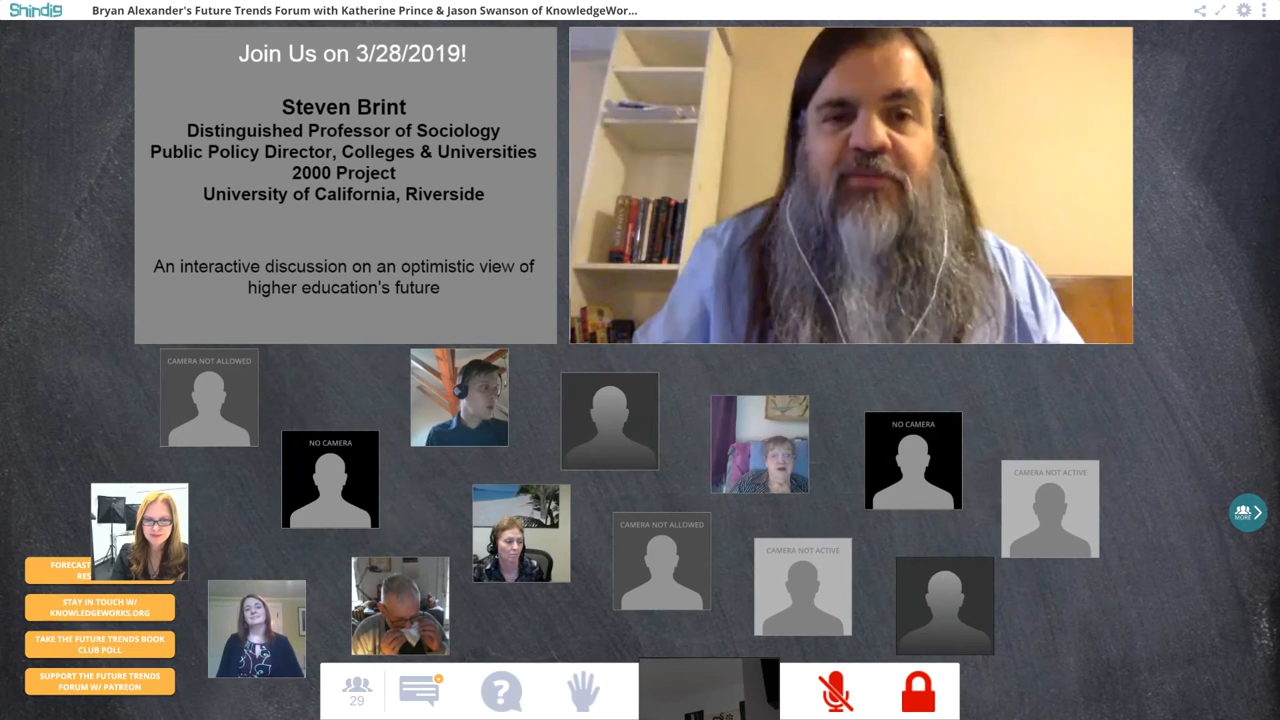 Shindig
Bryan Alexander's Future Trends Forum with Katherine Prince & Jason Swanson of KnowledgeWor...
Join Us on 3/28/2019!
Steven Brint
Distinguished Professor of Sociology
Public Policy Director, Colleges & Universities
2000 Project
University of California, Riverside
An interactive discussion on an optimistic view of
higher education's future
CAMERA NOT ALLOWED
NO CAMERA
NO CAMERA
CAMERA NOT ACTIVE
CAMERA NOT ALLOWED
CAMERA NOT ACTIVE
MORE
FORECAST
RES
STAY IN TOUCH W/
KNOWLEDGEWORKS.ORG
TAKE THE FUTURE TRENDS BOOK
CLUB POLL
SUPPORT THE FUTURE TRENDS
FORUM W/ PATREON
29